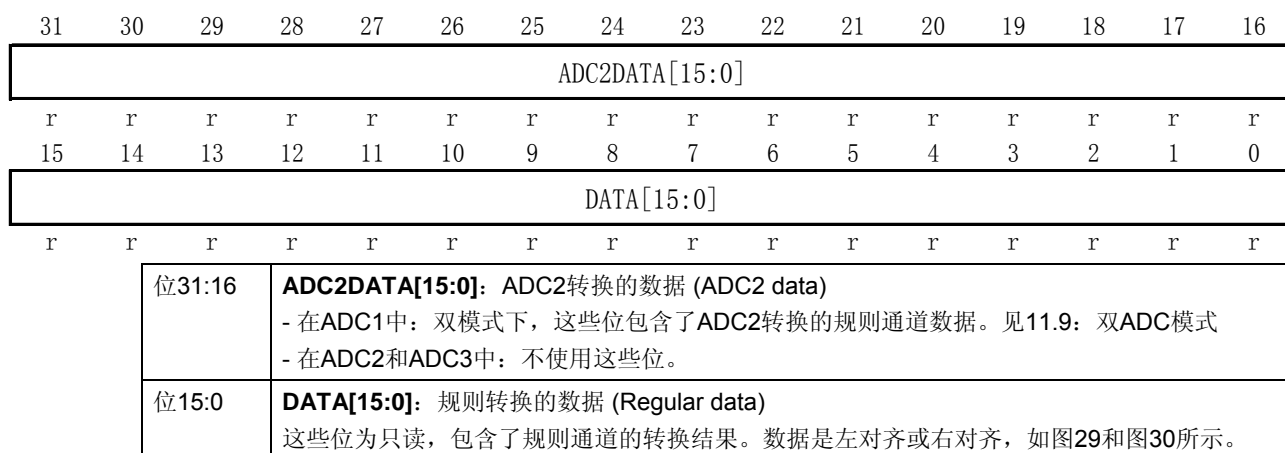 31 30 29 28 27 26 25 24 23 22 21 20 19 18 17 16
ADC2DATA[15:0]
r r r r r r r r r r r r r r r r
15 14 13 12 11 10 9 8 7 6 5 4 3 2 1 0
DATA[15:0]
r r r r r r r r r r r r r r r r
位31:16 ADC2DATA[15:0]：ADC2转换的数据 (ADC2 data)
- 在ADC1中：双模式下，这些位包含了ADC2转换的规则通道数据。见11.9：双ADC模式
- 在ADC2和ADC3中：不使用这些位。
位15:0 DATA[15:0]：规则转换的数据 (Regular data)
这些位为只读，包含了规则通道的转换结果。数据是左对齐或右对齐，如图29和图30所示。